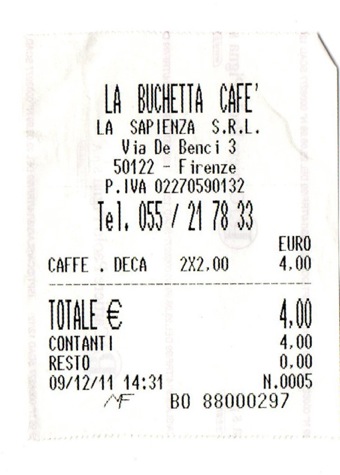 LA BUCHETTA CAFE'
LA SAPIENZA S.R.L.
Via De Benci 3
50122 - Firenze
P.IVA 02270590132
Tel. 055 / 21 78 33
EURO
CAFFE . DECA 2X2,00 4,00
TOTALE € 4,00
CONTANTI 4,00
RESTO 0,00
09/12/11 14:31 N.0005
MF BO 88000297